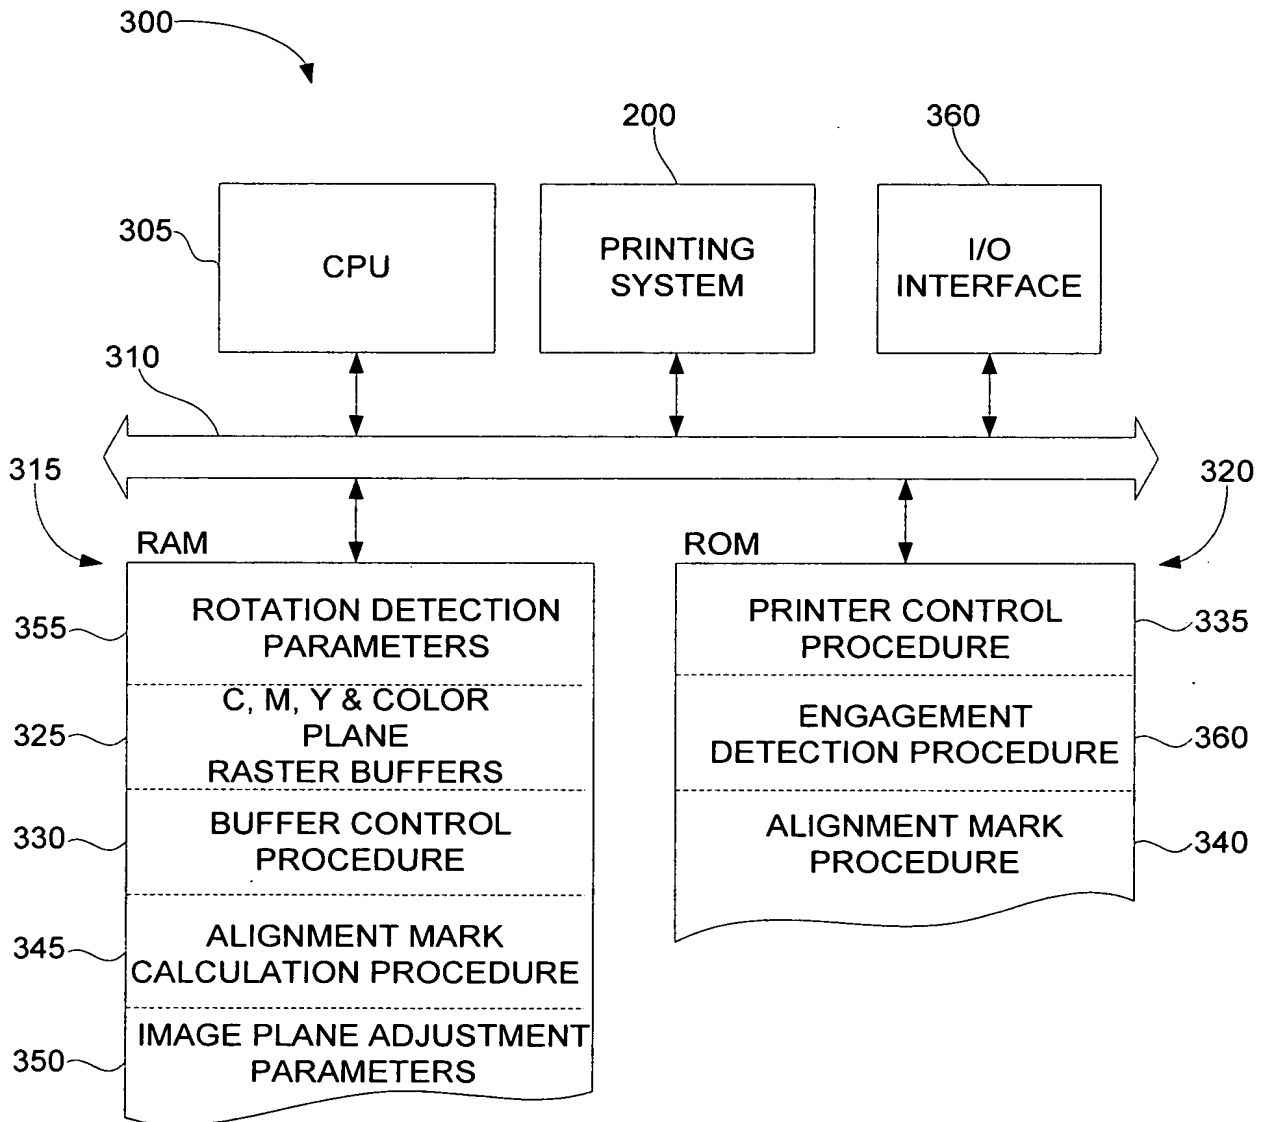 300
200
360
305
CPU
PRINTING
SYSTEM
I/O
INTERFACE
310
315
320
RAM
ROM
355
ROTATION DETECTION
PARAMETERS
325
C, M, Y & COLOR
PLANE
RASTER BUFFERS
330
BUFFER CONTROL
PROCEDURE
345
ALIGNMENT MARK
CALCULATION PROCEDURE
350
IMAGE PLANE ADJUSTMENT
PARAMETERS
PRINTER CONTROL
PROCEDURE
335
ENGAGEMENT
DETECTION PROCEDURE
360
ALIGNMENT MARK
PROCEDURE
340